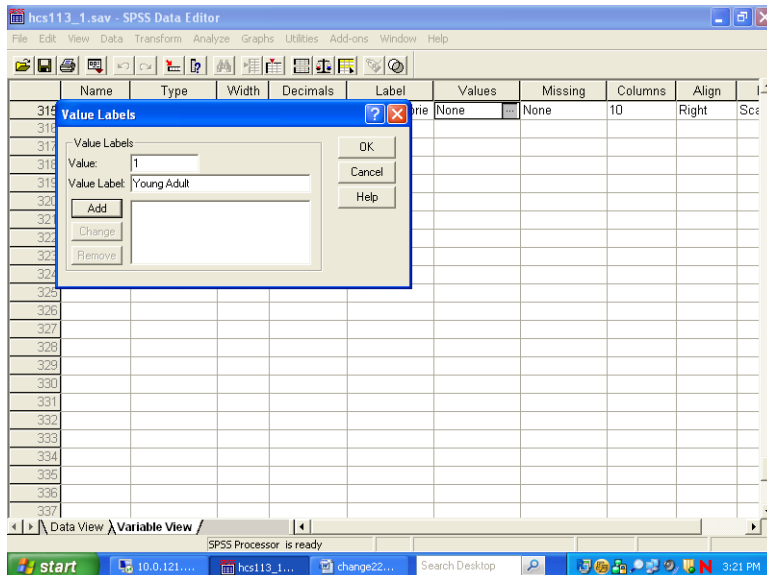 hcs113_1.sav - SPSS Data Editor
File Edit View Data Transform Analyze Graphs Utilities Add-ons Window Help
Name Type Width Decimals Label Values Missing Columns Align
315 None None 10 Right Sca
Value Labels
Value Labels
Value: 1
Value Label: Young Adult
Add
Change
Remove
OK
Cancel
Help
316
317
318
319
320
321
322
323
324
325
326
327
328
329
330
331
332
333
334
335
336
337
Data View Variable View
SPSS Processor is ready
start 10.0.121.... hcs113_1... change22... Search Desktop 3:21 PM